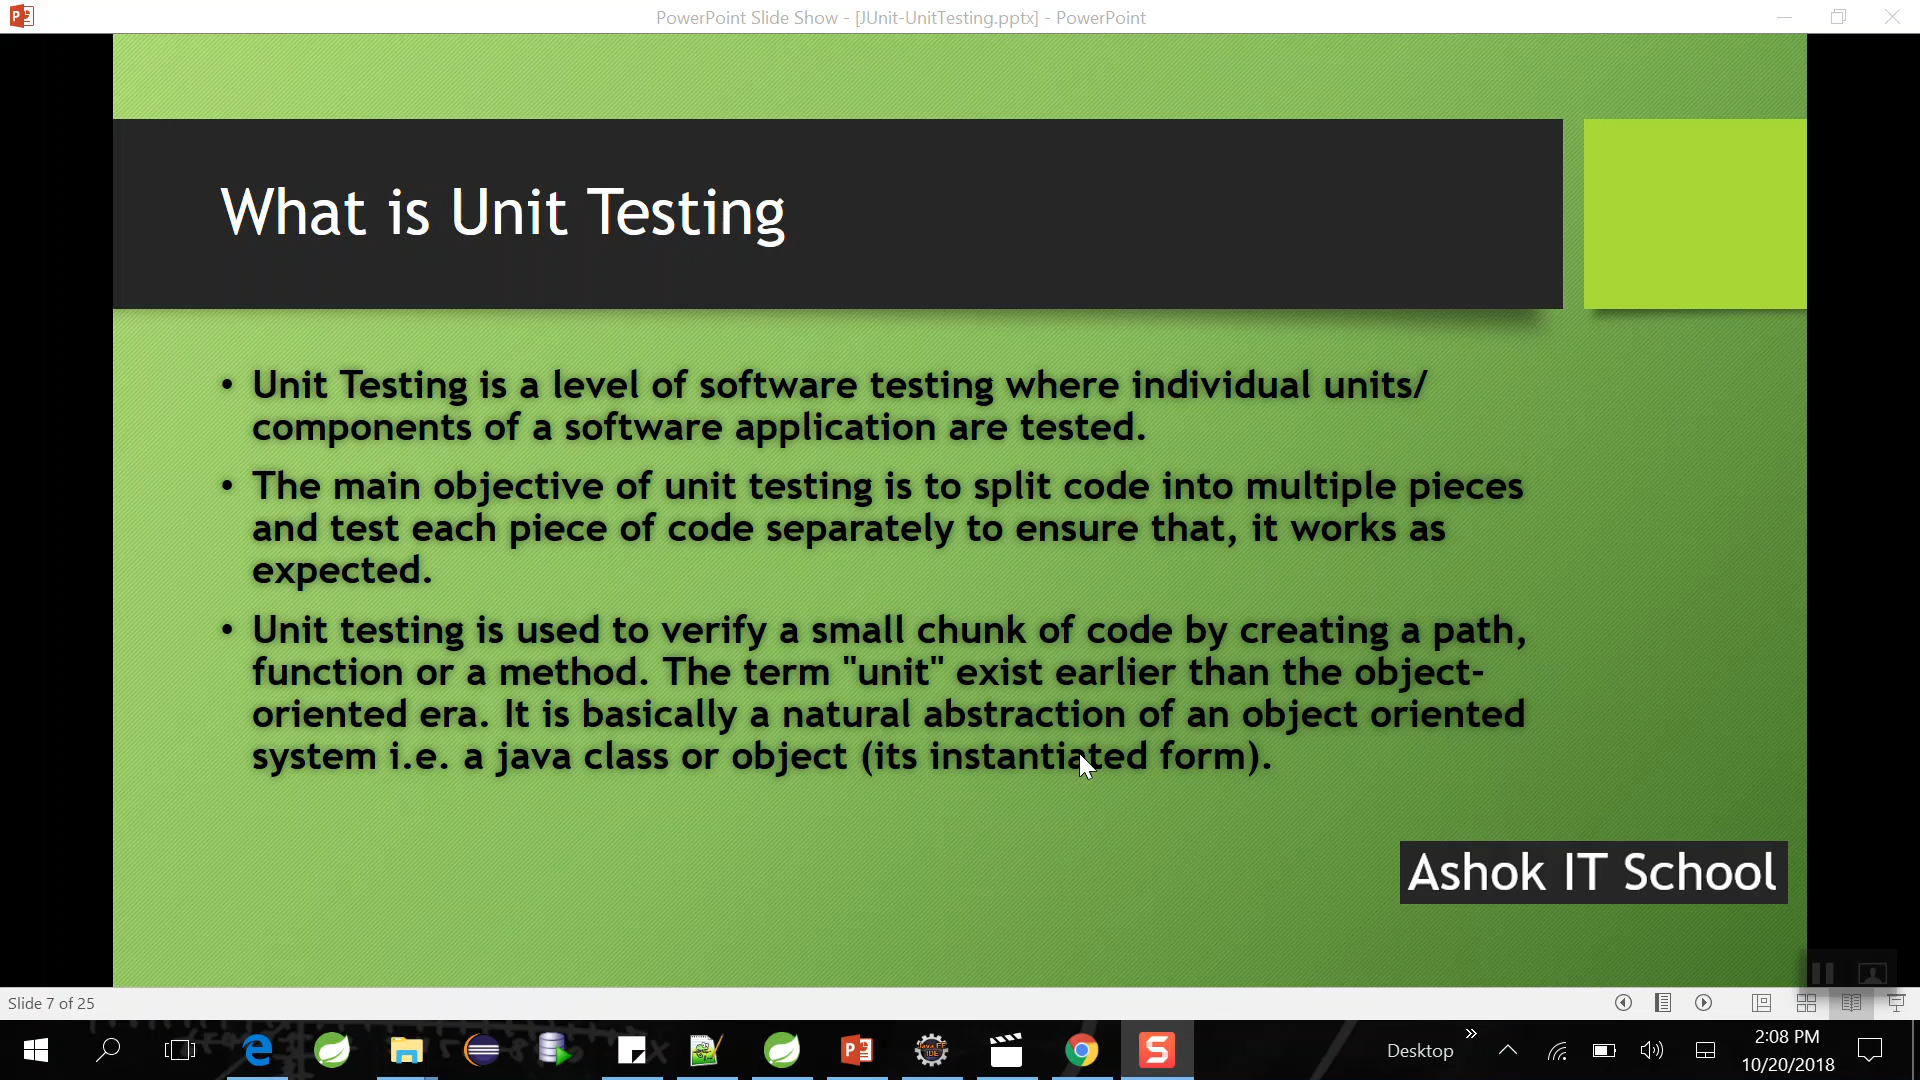 PowerPoint Slide Show - [JUnit-UnitTesting.pptx] - PowerPoint
What is Unit Testing
• Unit Testing is a level of software testing where individual units/
components of a software application are tested.
• The main objective of unit testing is to split code into multiple pieces
and test each piece of code separately to ensure that, it works as
expected.
• Unit testing is used to verify a small chunk of code by creating a path,
function or a method. The term "unit" exist earlier than the object-
oriented era. It is basically a natural abstraction of an object oriented
system i.e. a java class or object (its instantiated form).
Ashok IT School
Slide 7 of 25
Desktop
2:08 PM
10/20/2018